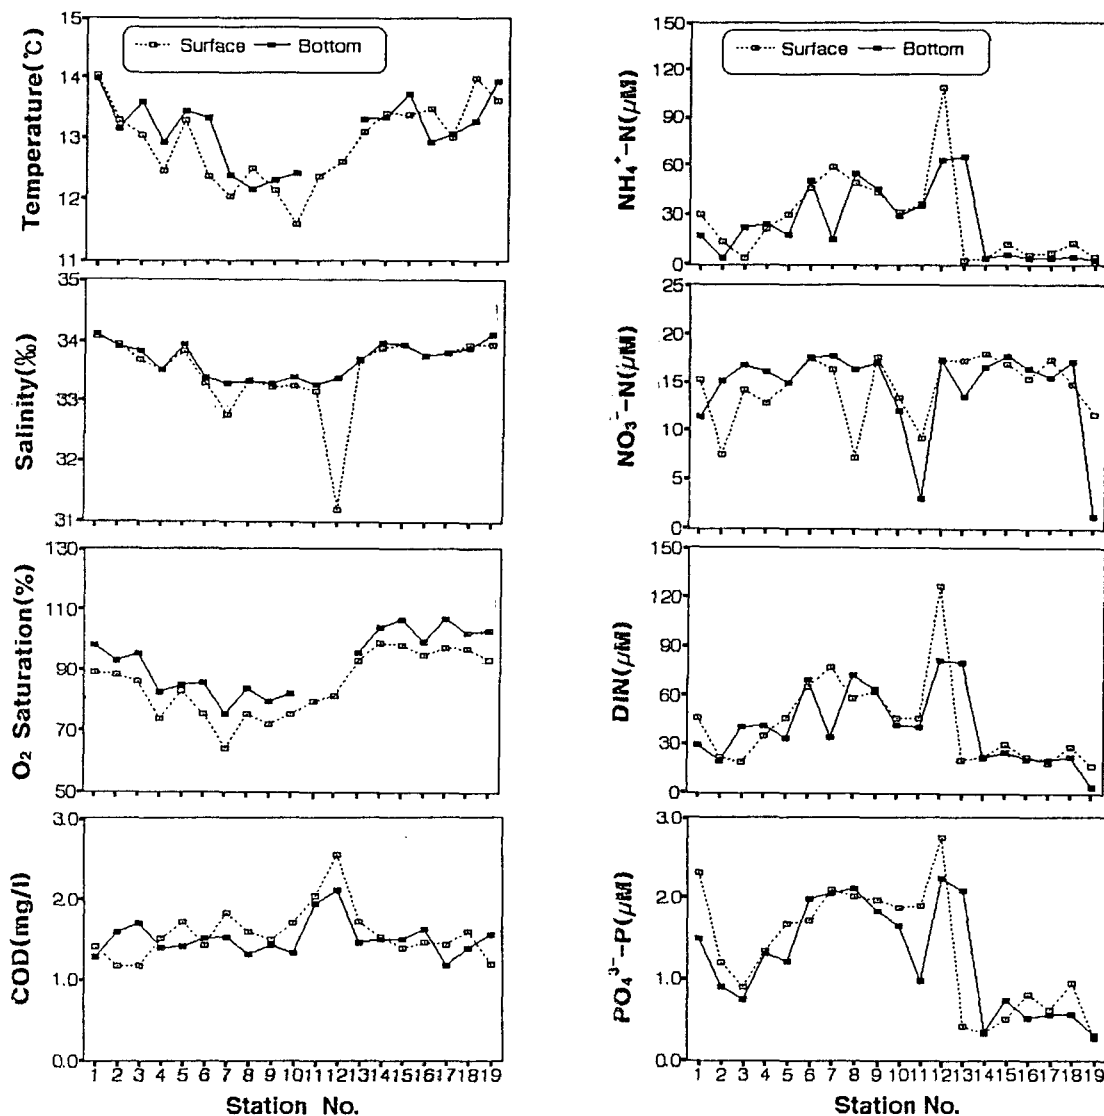 Temperature(℃)
15
14
13
12
11
Surface
Bottom
Salinity(‰)
35
34
33
32
31
O₂ Saturation(%)
130
110
90
70
50
COD(mg/l)
3.0
2.0
1.0
0.0
1 2 3 4 5 6 7 8 9 10 11 12 13 14 15 16 17 18 19
Station No.
NH₄⁺-N(μM)
150
120
90
60
30
0
Surface
Bottom
NO₃⁻-N(μM)
25
20
15
10
5
0
DIN(μM)
150
120
90
60
30
0
PO₄³⁻-P(μM)
3.0
2.0
1.0
0.0
1 2 3 4 5 6 7 8 9 10 11 12 13 14 15 16 17 18 19
Station No.